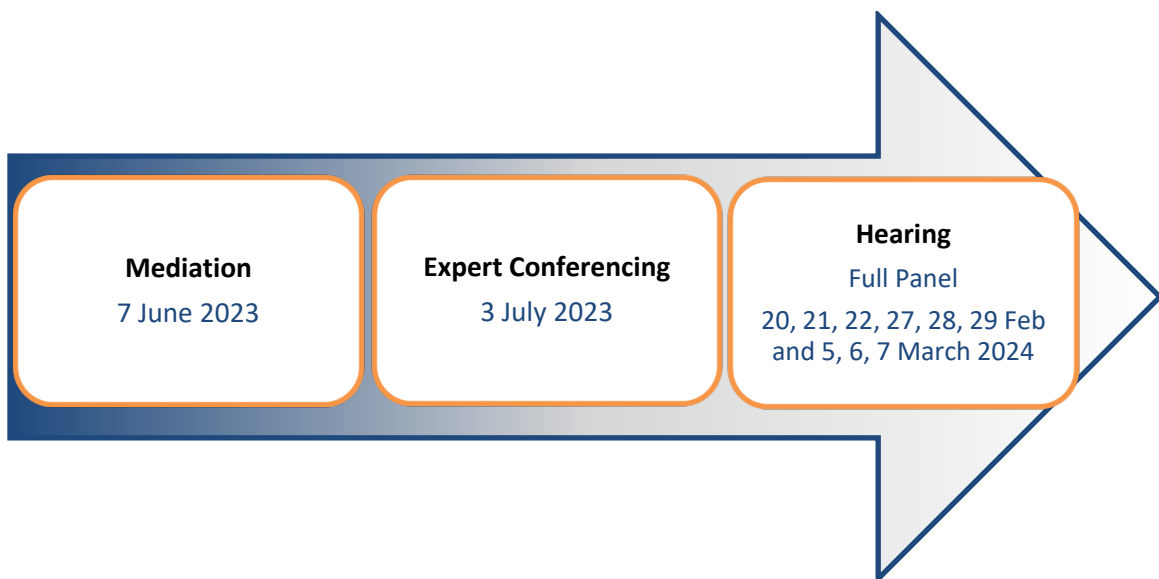 Mediation
7 June 2023
Expert Conferencing
3 July 2023
Hearing
Full Panel
20, 21, 22, 27, 28, 29 Feb
and 5, 6, 7 March 2024